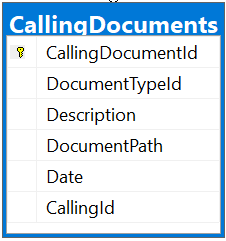 CallingDocuments
CallingDocumentId
DocumentTypeId
Description
DocumentPath
Date
CallingId